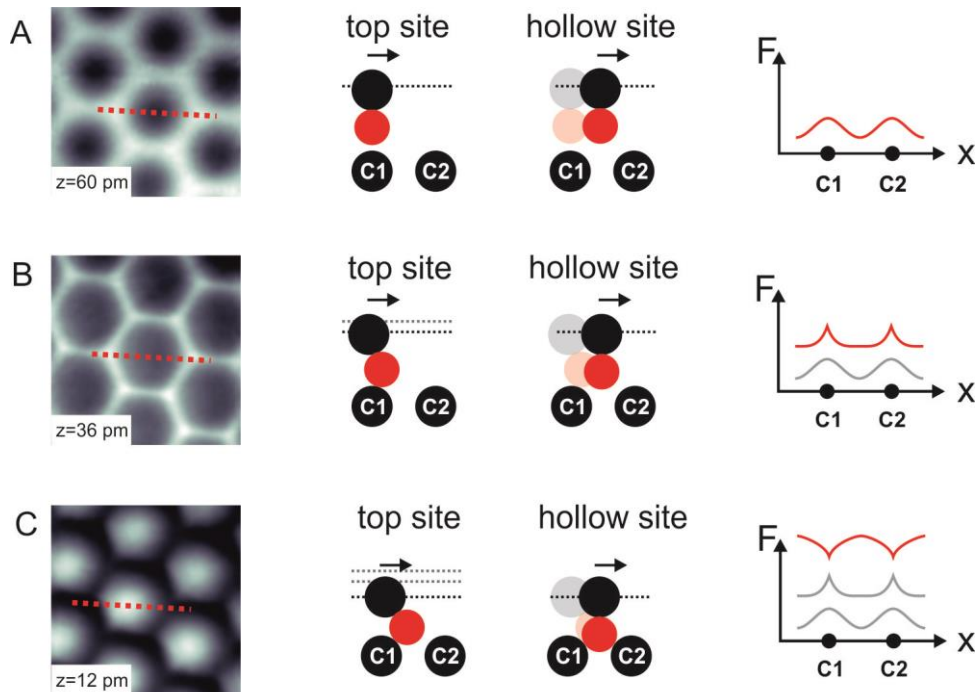 A
top site
hollow site
F
C1 C2
C1 C2
X
C1 C2
z=60 pm
B
top site
hollow site
F
C1 C2
C1 C2
X
C1 C2
z=36 pm
C
top site
hollow site
F
C1 C2
C1 C2
X
C1 C2
z=12 pm